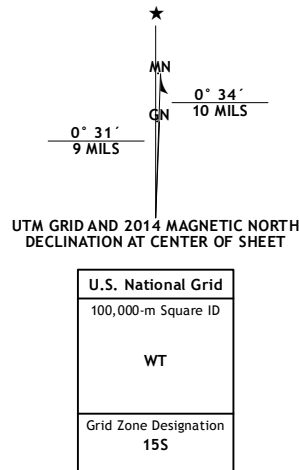 MN
GN
0° 34´
10 MILS
0° 31´
9 MILS
UTM GRID AND 2014 MAGNETIC NORTH
DECLINATION AT CENTER OF SHEET
U.S. National Grid
100,000-m Square ID
WT
Grid Zone Designation
15S